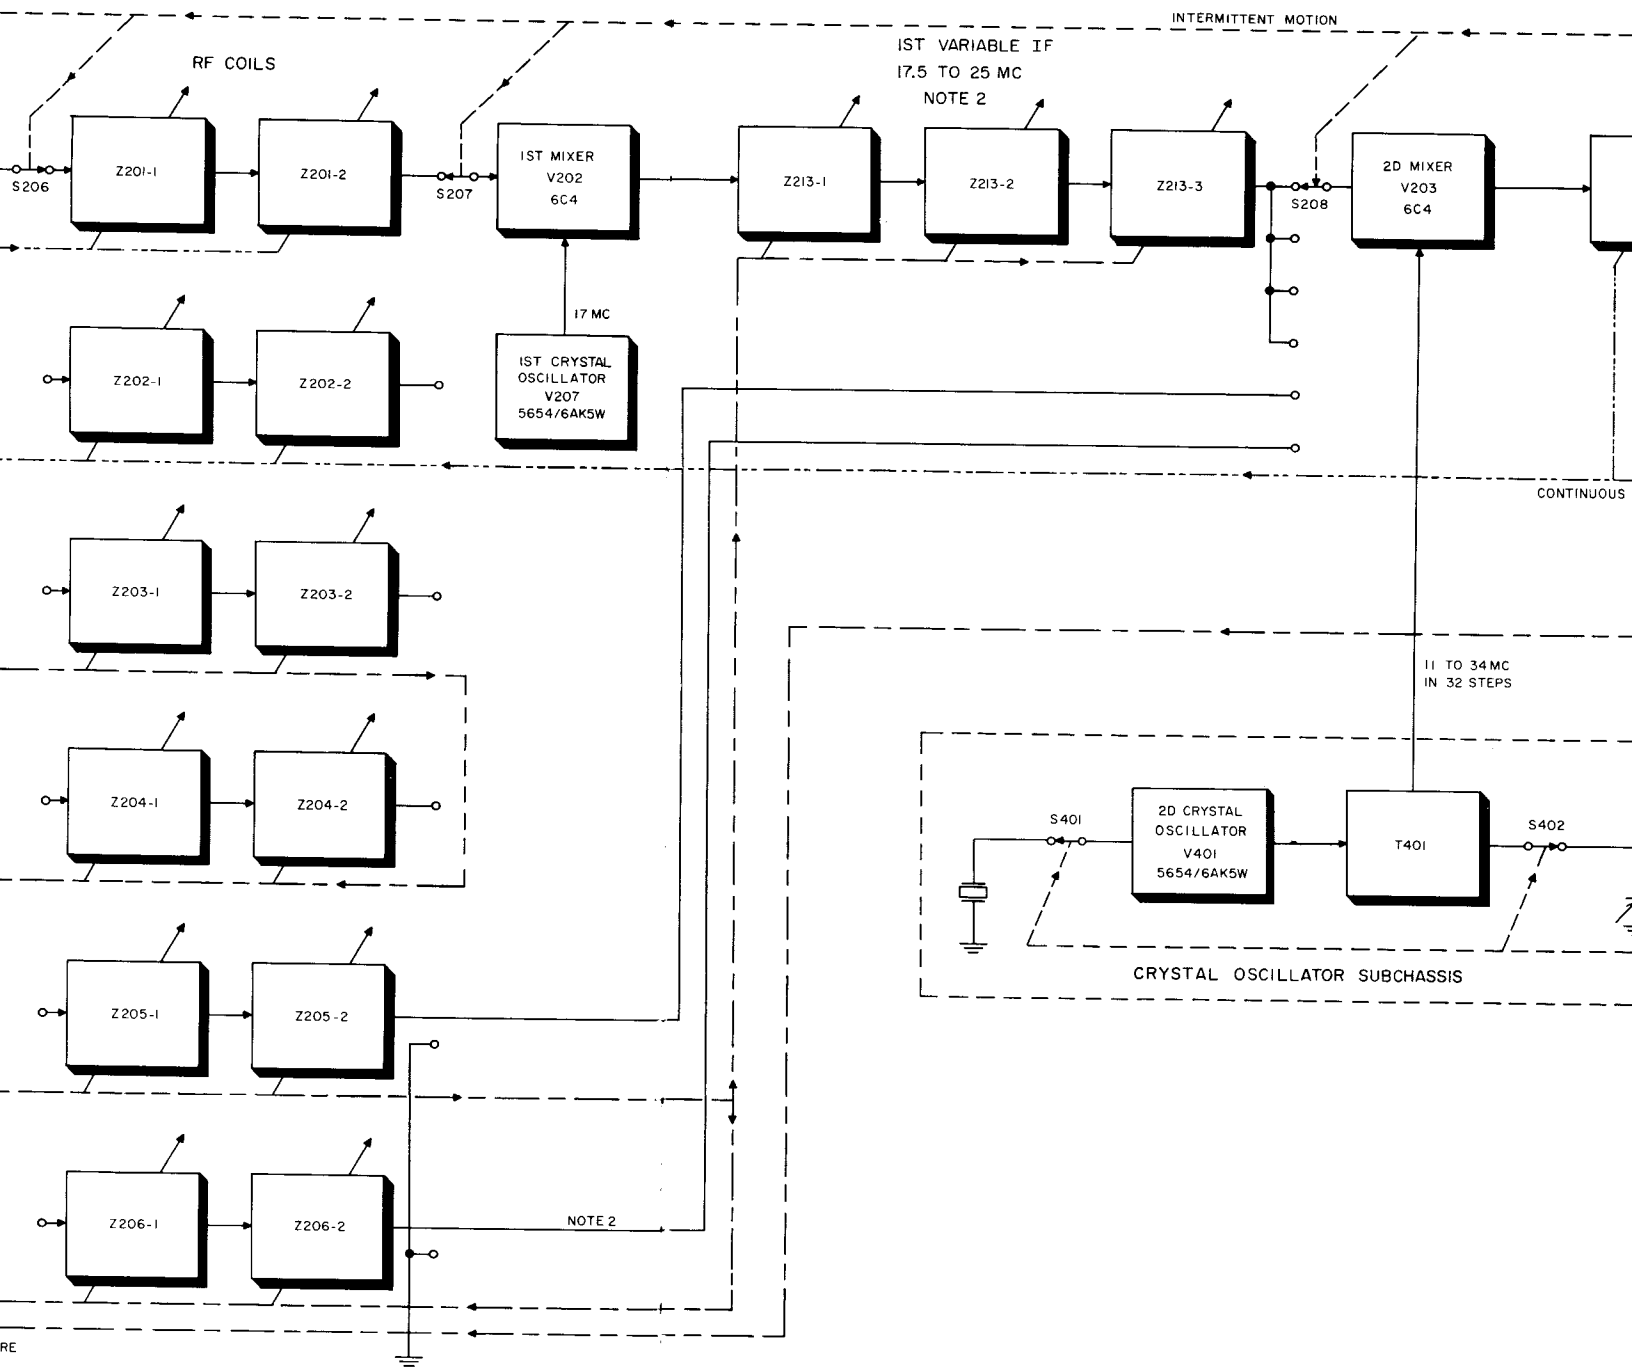 INTERMITTENT MOTION
RF COILS
1ST VARIABLE IF
17.5 TO 25 MC
NOTE 2
S206
Z201-1
Z201-2
S207
1ST MIXER
V202
6C4
Z213-1
Z213-2
Z213-3
S208
2D MIXER
V203
6C4
17 MC
Z202-1
Z202-2
1ST CRYSTAL
OSCILLATOR
V207
5654/6AK5W
CONTINUOUS
Z203-1
Z203-2
11 TO 34 MC
IN 32 STEPS
Z204-1
Z204-2
S401
2D CRYSTAL
OSCILLATOR
V401
5654/6AK5W
T401
S402
CRYSTAL OSCILLATOR SUBCHASSIS
Z205-1
Z205-2
Z206-1
Z206-2
NOTE 2
RE